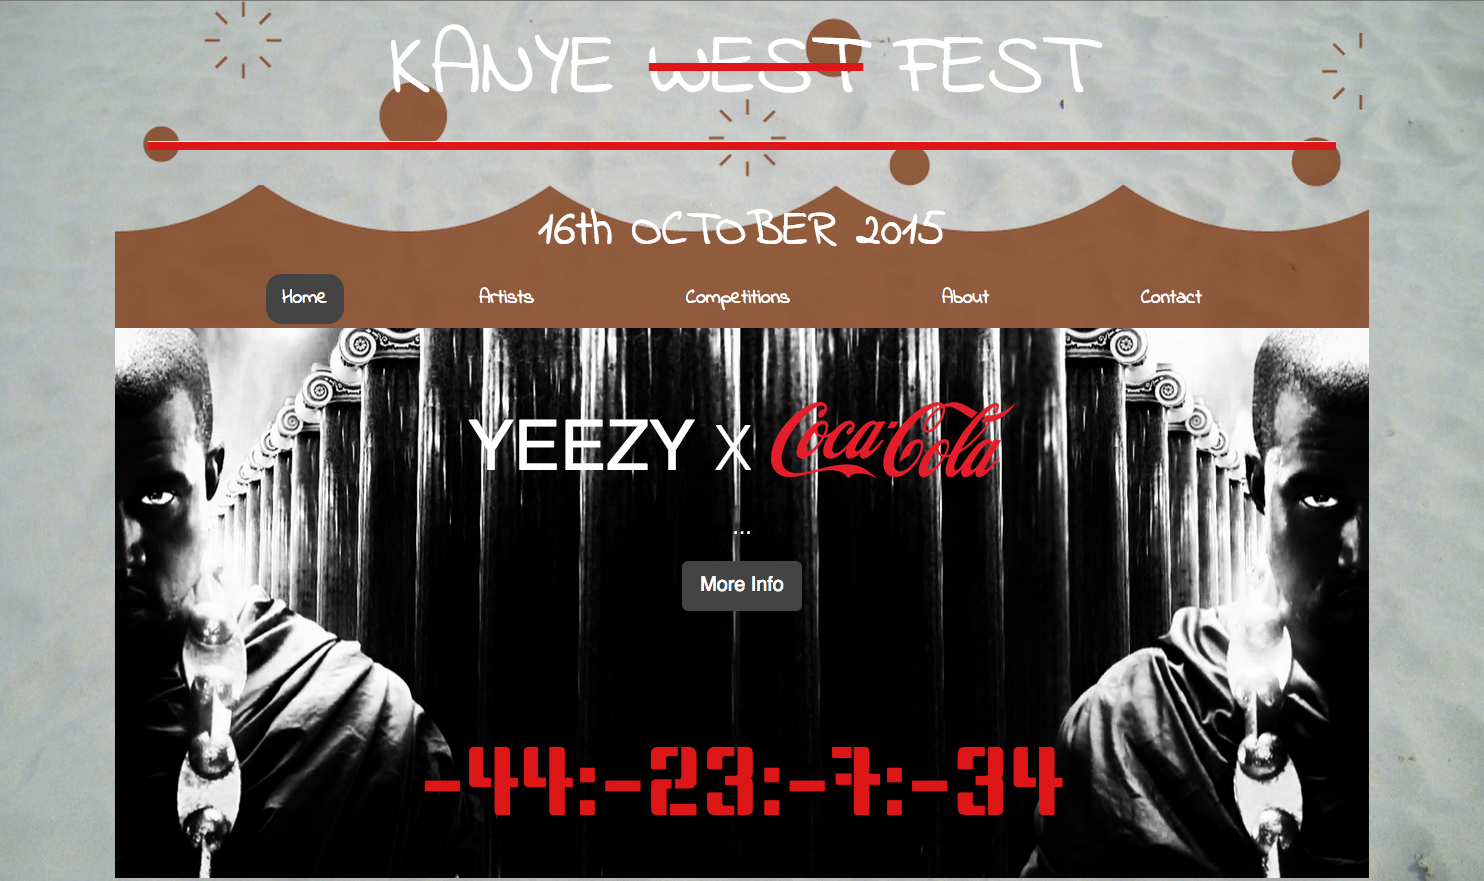 KANYE WEST FEST
16th OCTOBER 2015
Home Artists Competitions About Contact
YEEZY X Coca-Cola
...
More Info
-44:-23:-7:-34